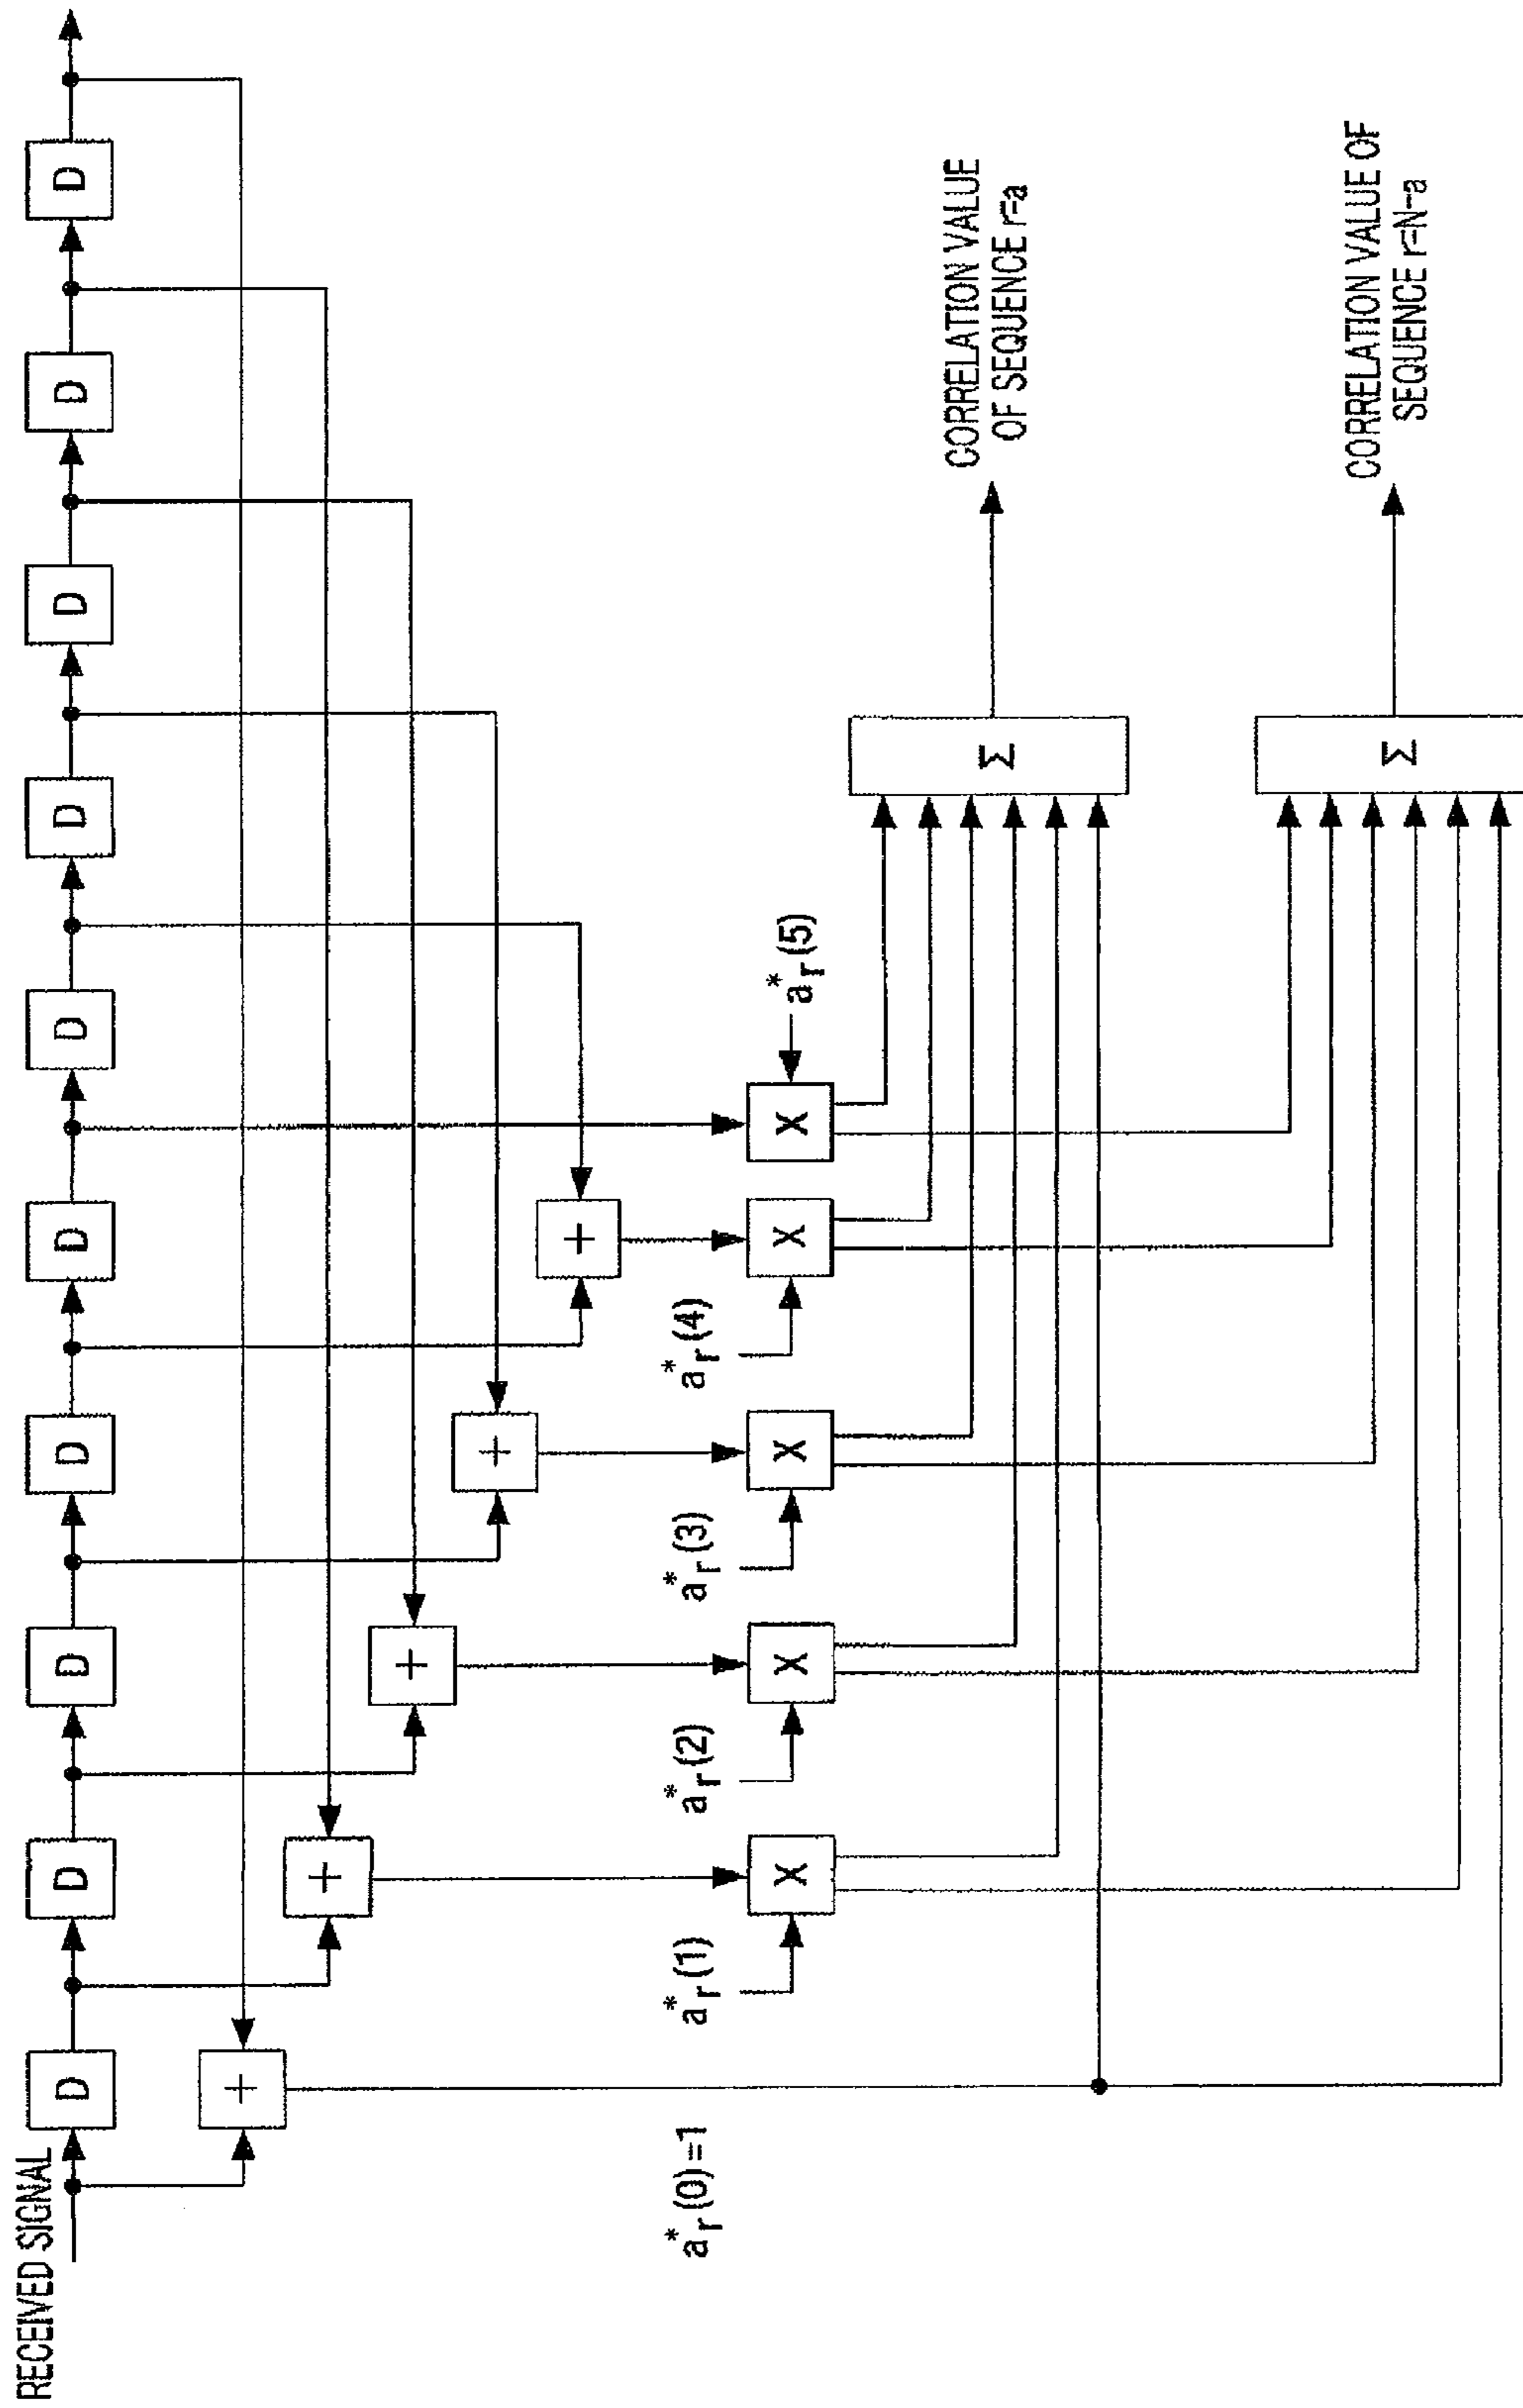 RECEIVED SIGNAL
D D D D D D D D D D
+
+
+
+
+
a*r(0)=1
a*r(1)
a*r(2)
a*r(3)
a*r(4)
a*r(5)
X X X X X
Σ
CORRELATION VALUE
OF SEQUENCE r=a
Σ
CORRELATION VALUE OF
SEQUENCE r=N-a